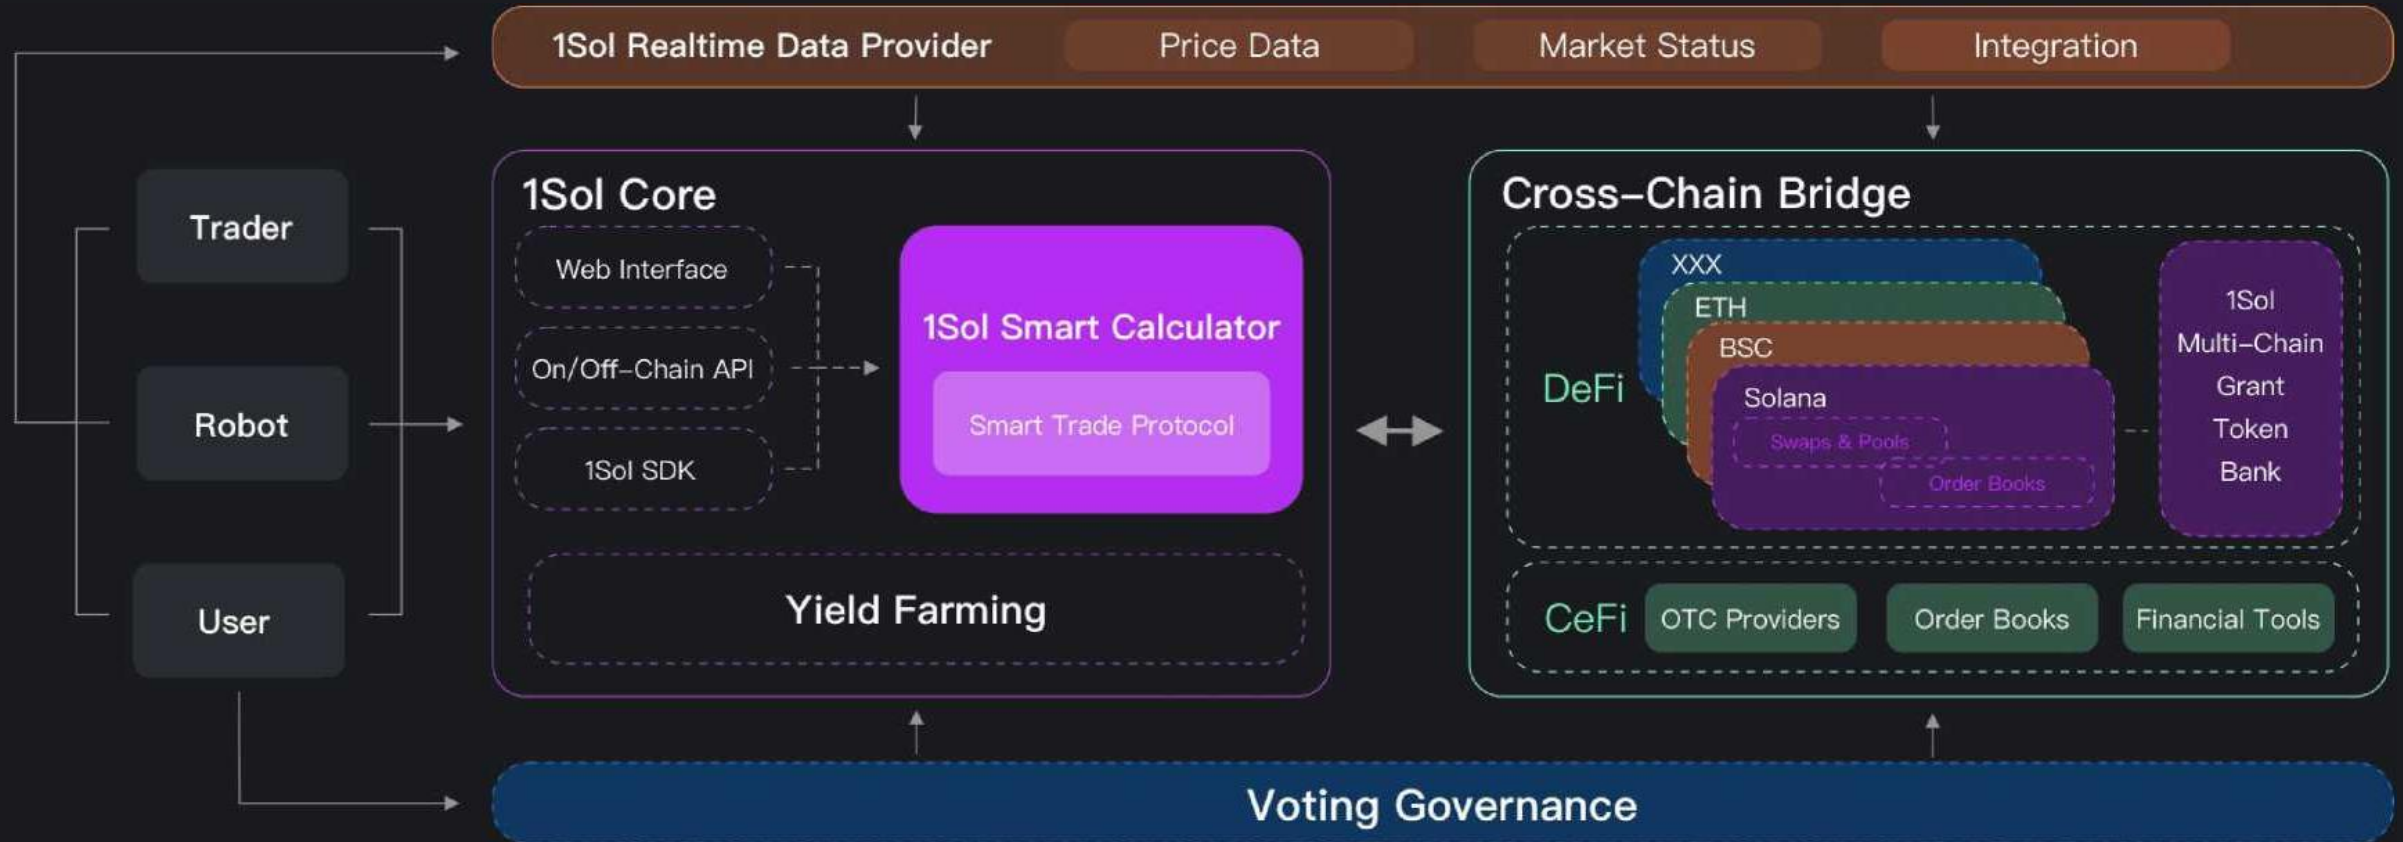 1Sol Realtime Data Provider
Price Data
Market Status
Integration
Trader
Robot
User
1Sol Core
Web Interface
On/Off-Chain API
1Sol SDK
1Sol Smart Calculator
Smart Trade Protocol
Yield Farming
Cross-Chain Bridge
DeFi
XXX
ETH
BSC
Solana
Swaps & Pools
Order Books
1Sol
Multi-Chain
Grant
Token
Bank
CeFi
OTC Providers
Order Books
Financial Tools
Voting Governance